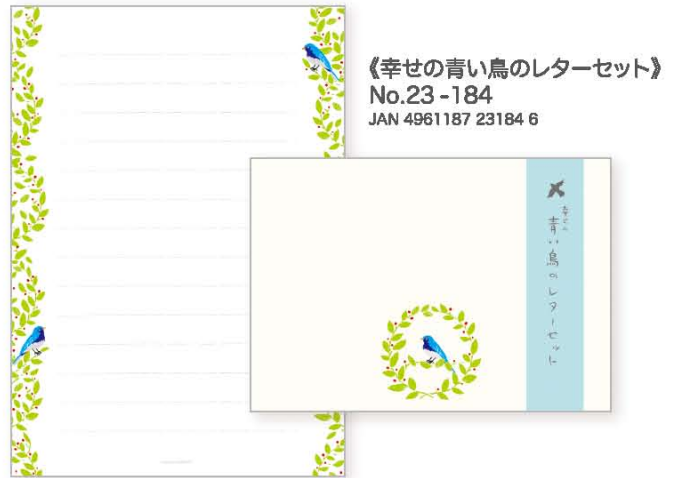 《幸せの青い鳥のレターセット》
No.23-184
JAN 4961187 23184 6
幸せの
青い鳥のレターセット